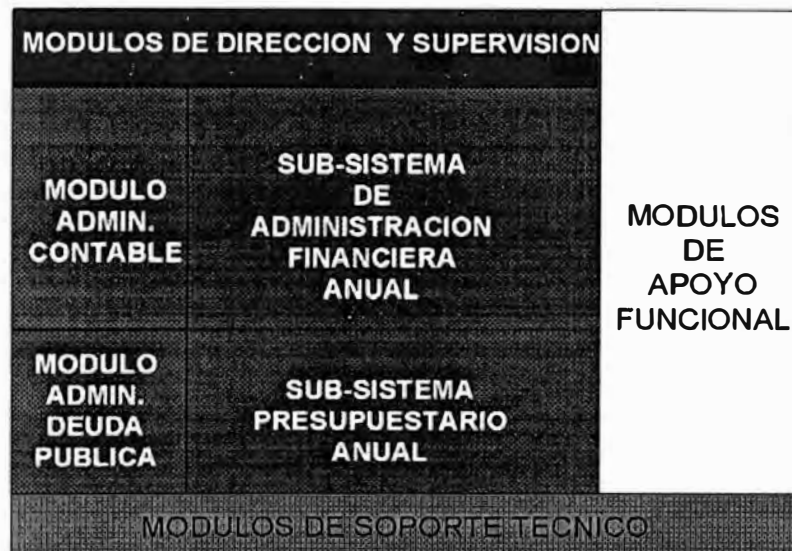 MODULOS DE DIRECCION Y SUPERVISION
MODULO
ADMIN.
CONTABLE
SUB-SISTEMA
DE
ADMINISTRACION
FINANCIERA
ANUAL
MODULOS
DE
APOYO
FUNCIONAL
MODULO
ADMIN.
DEUDA
PUBLICA
SUB-SISTEMA
PRESUPUESTARIO
ANUAL
MODULOS DE SOPORTE TECNICO